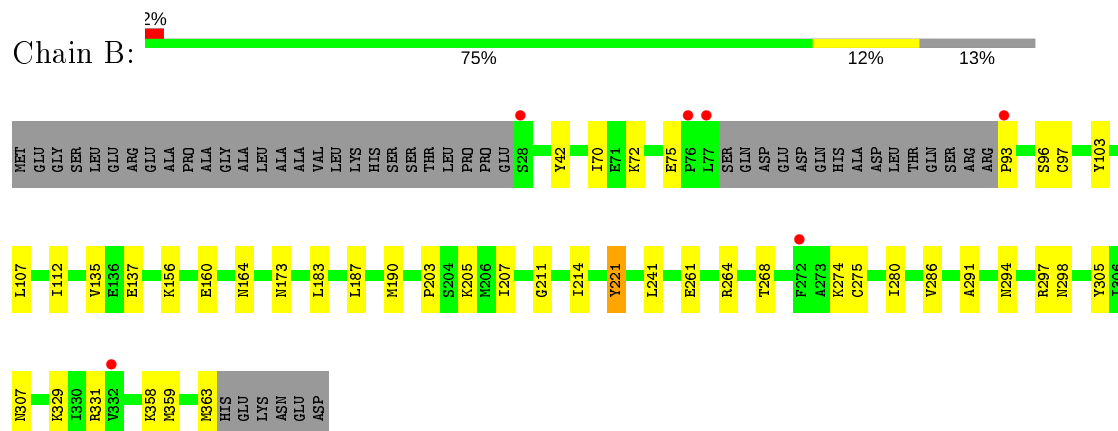 2%
Chain B:
75% 12% 13%
MET GLU GLY SER LEU GLU ARG GLU ALA PRO ALA GLY ALA LEU ALA ALA VAL LEU LYS HIS SER SER THR LEU PRO PRO GLU S28 Y42 I70 E71 K72 E75 P76 L77 SER GLN ASP GLU ASP GLN HIS ALA ASP LEU THR GLN SER ARG ARG P93 S96 C97 Y103
L107 I112 V135 E136 E137 K156 E160 N164 N173 L183 L187 M190 P203 S204 K205 M206 I207 G211 I214 Y221 L241 E261 R264 T268 F272 A273 K274 C275 I280 V286 A291 N294 R297 N298 Y305 I306
N307 K329 I330 R331 V332 K358 M359 M363 HIS GLU LYS ASN GLU ASP